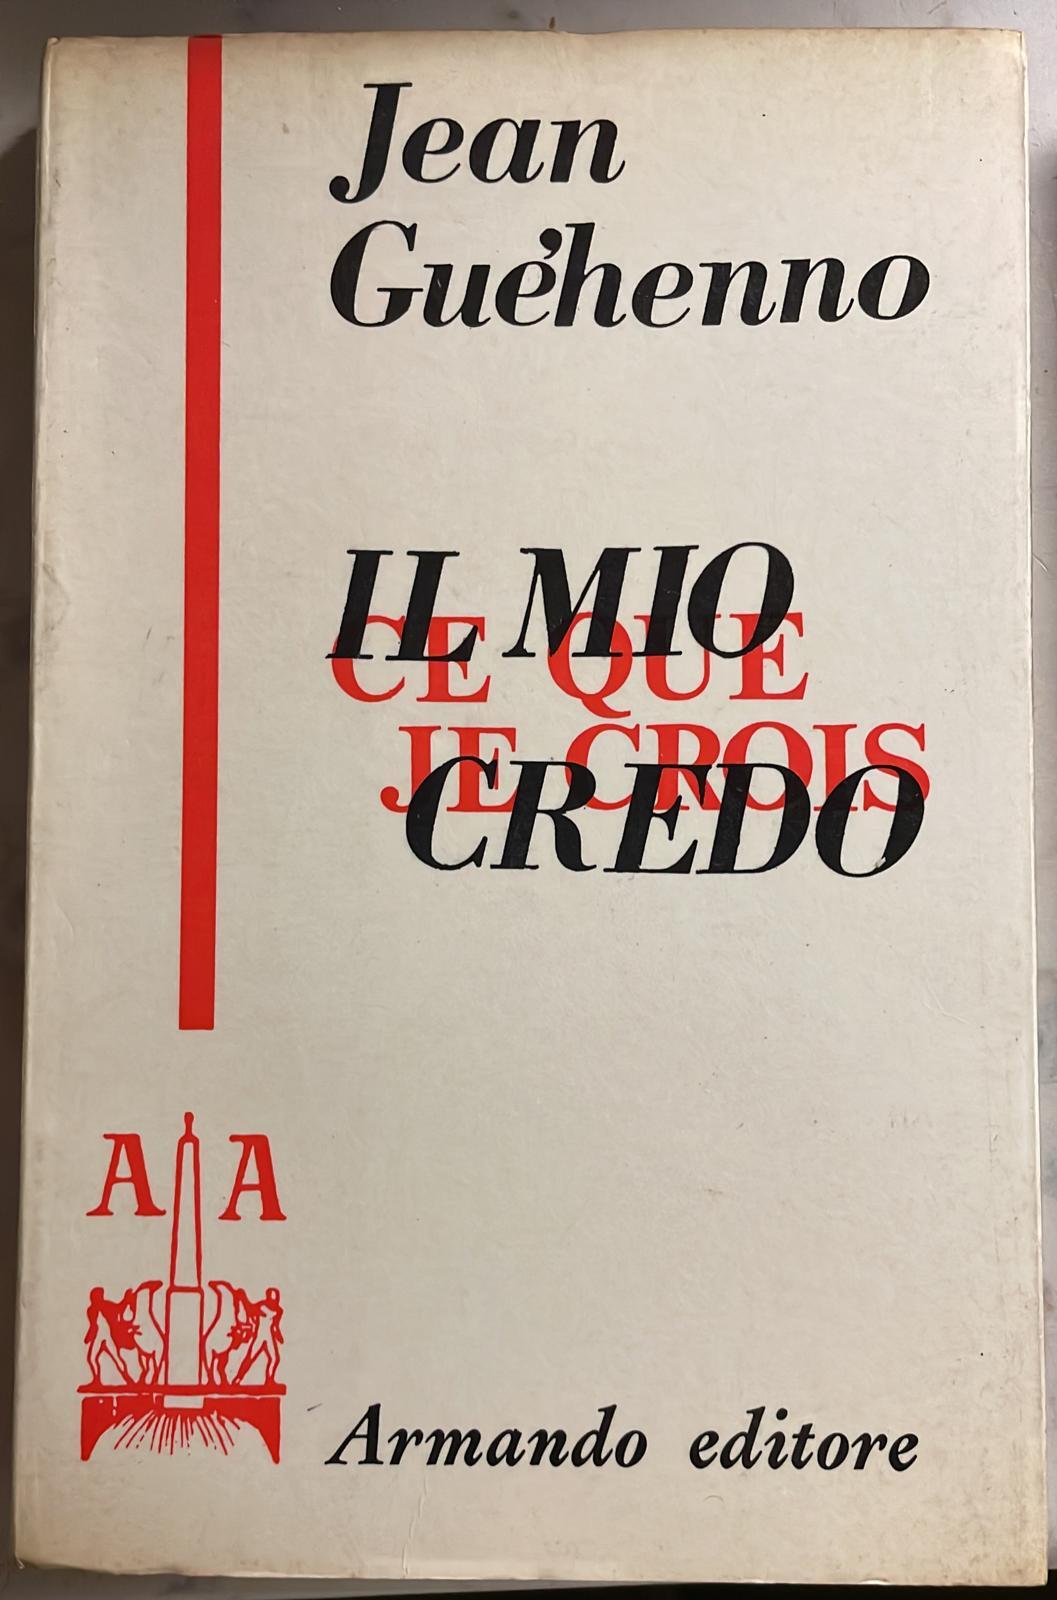 Jean
Guéhenno
IL MIO
CE QUE
JE CROIS
CREDO
A A
Armando editore